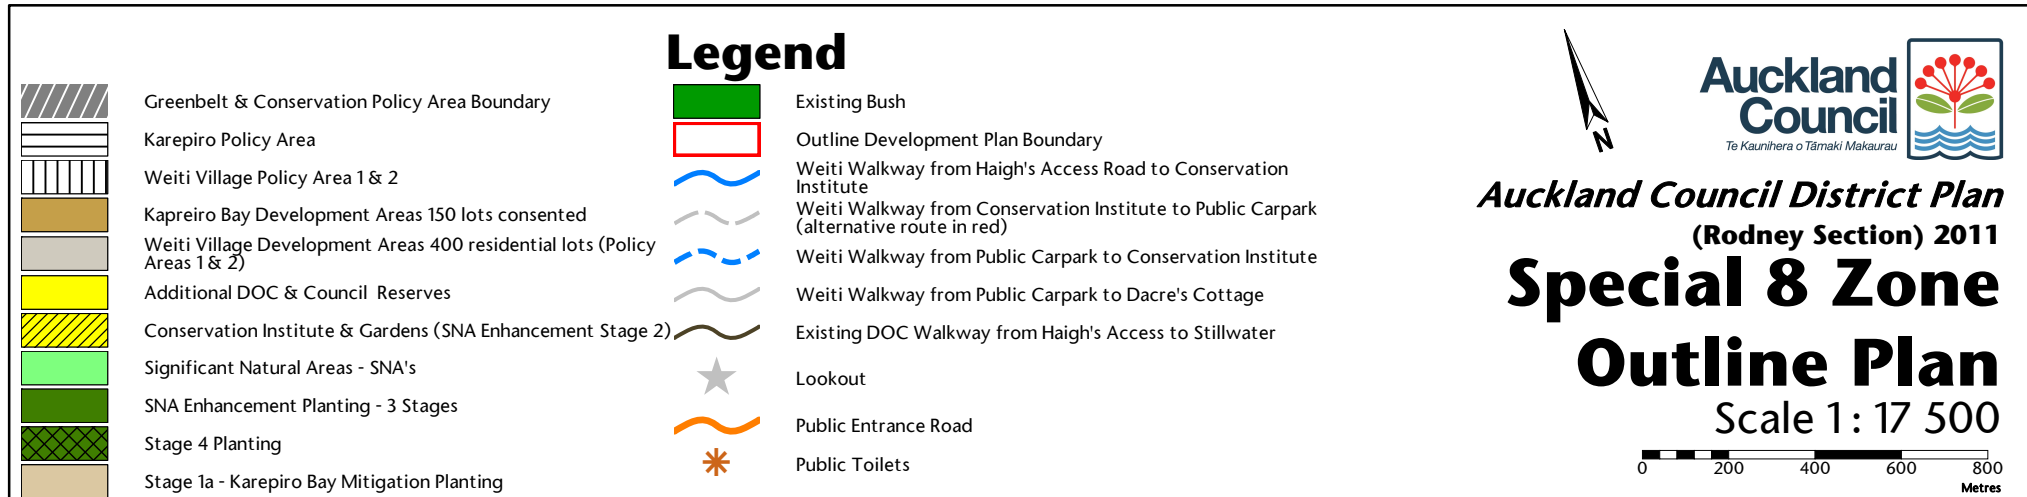 Legend
Greenbelt & Conservation Policy Area Boundary
Karepiro Policy Area
Weiti Village Policy Area 1 & 2
Kapreiro Bay Development Areas 150 lots consented
Weiti Village Development Areas 400 residential lots (Policy
Areas 1 & 2)
Additional DOC & Council Reserves
Conservation Institute & Gardens (SNA Enhancement Stage 2)
Significant Natural Areas - SNA's
SNA Enhancement Planting - 3 Stages
Stage 4 Planting
Stage 1a - Karepiro Bay Mitigation Planting
Existing Bush
Outline Development Plan Boundary
Weiti Walkway from Haigh's Access Road to Conservation
Institute
Weiti Walkway from Conservation Institute to Public Carpark
(alternative route in red)
Weiti Walkway from Public Carpark to Conservation Institute
Weiti Walkway from Public Carpark to Dacre's Cottage
Existing DOC Walkway from Haigh's Access to Stillwater
Lookout
Public Entrance Road
Public Toilets
N
Auckland
Council
Te Kaunihera o Tāmaki Makaurau
Auckland Council District Plan
(Rodney Section) 2011
Special 8 Zone
Outline Plan
Scale 1 : 17 500
0 200 400 600 800
Metres